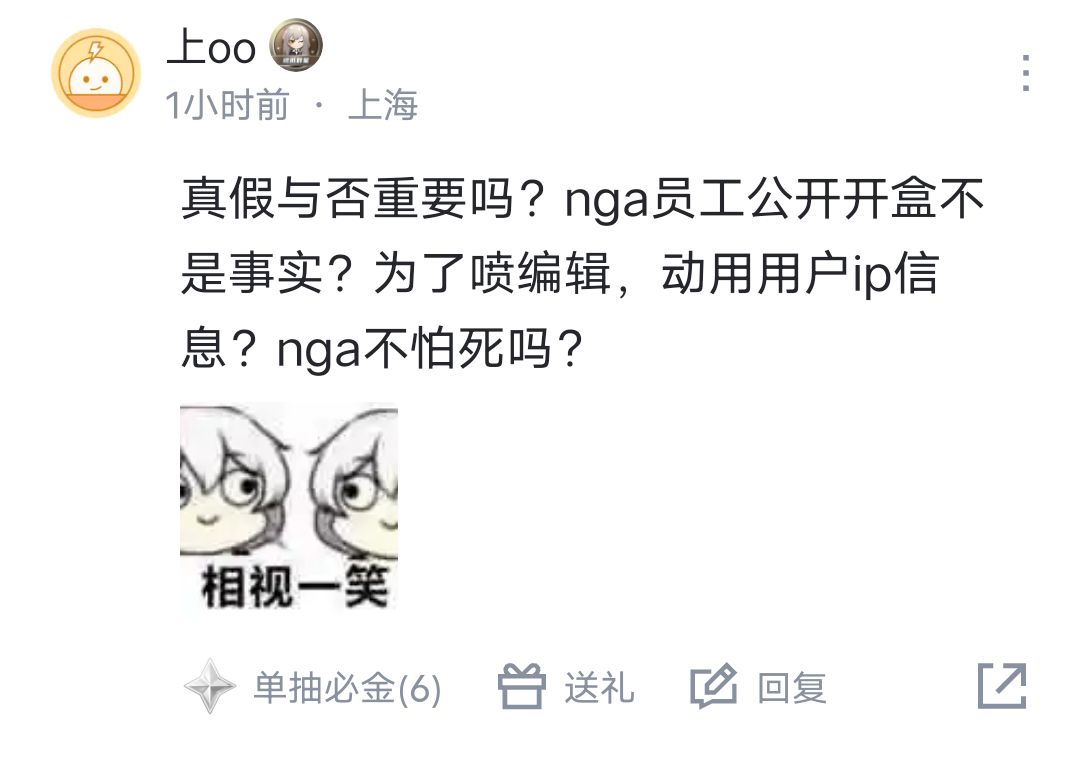 上oo
1小时前 · 上海
真假与否重要吗？nga员工公开开盒不
是事实？为了喷编辑，动用用户ip信
息？nga不怕死吗？
相视一笑
单抽必金(6) 送礼 回复